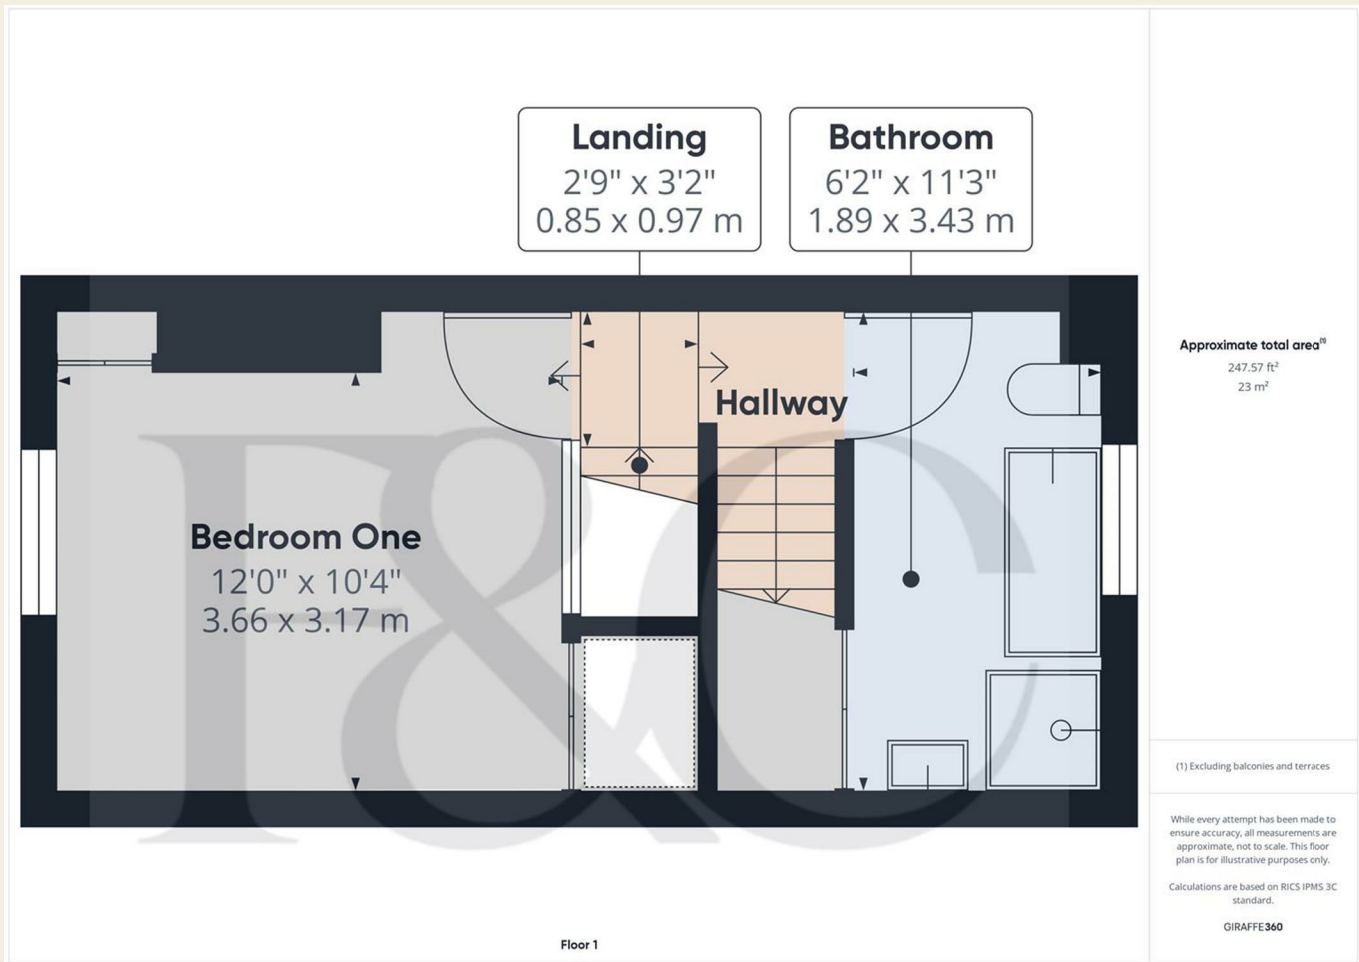 Landing
2'9" x 3'2"
0.85 x 0.97 m
Bathroom
6'2" x 11'3"
1.89 x 3.43 m
Hallway
Bedroom One
12'0" x 10'4"
3.66 x 3.17 m
F&C
Floor 1
Approximate total area(1)
247.57 ft²
23 m²
(1) Excluding balconies and terraces
While every attempt has been made to
ensure accuracy, all measurements are
approximate, not to scale. This floor
plan is for illustrative purposes only.
Calculations are based on RICS IPMS 3C
standard.
GIRAFFE360